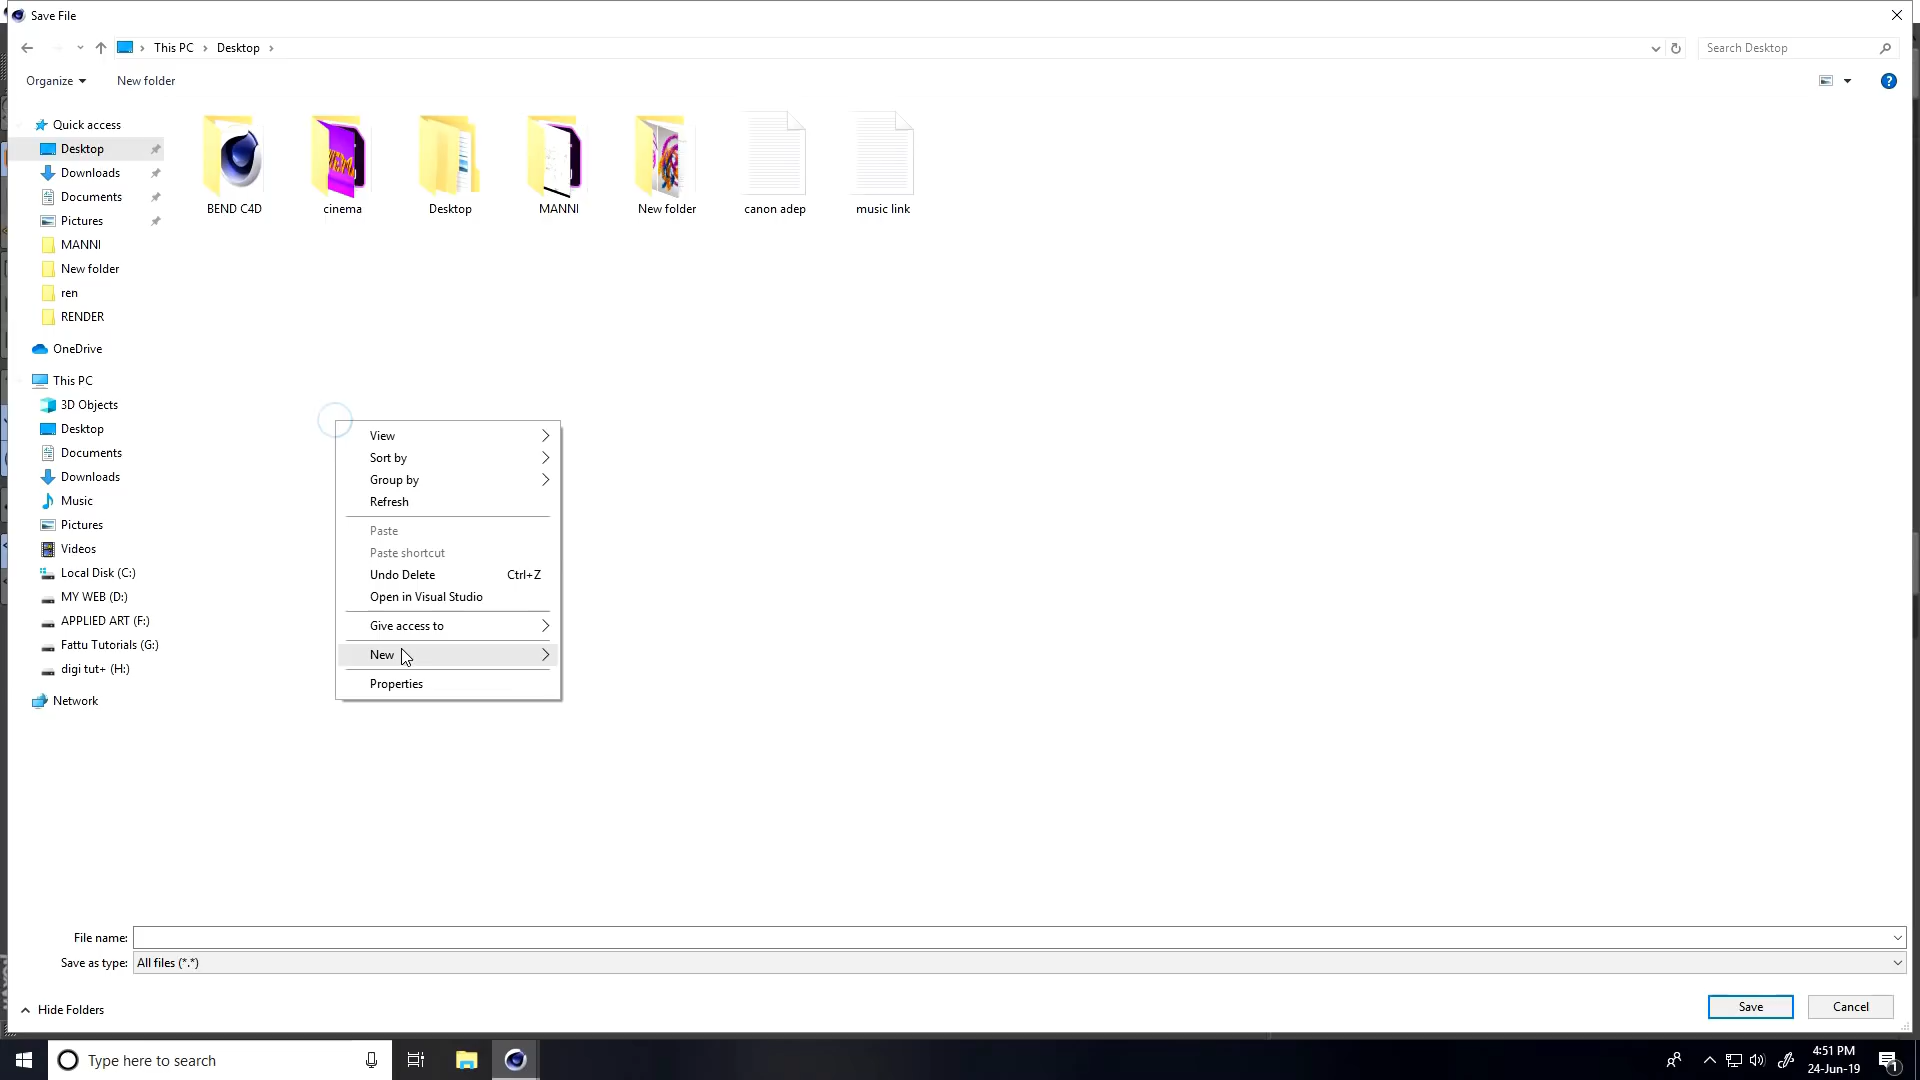 Save File
This PC
Desktop
Search Desktop
Organize
New folder
Quick access
Desktop
Downloads
Documents
Pictures
MANNI
New folder
ren
RENDER
OneDrive
This PC
3D Objects
Desktop
Documents
Downloads
Music
Pictures
Videos
Local Disk (C:)
MY WEB (D:)
APPLIED ART (F:)
Fattu Tutorials (G:)
digi tut+ (H:)
Network
BEND C4D
cinema
Desktop
MANNI
New folder
canon adep
music link
View
Sort by
Group by
Refresh
Paste
Paste shortcut
Undo Delete Ctrl+Z
Open in Visual Studio
Give access to
New
Properties
File name:
Save as type: All files (*.*)
Hide Folders
Save
Cancel
Type here to search
4:51 PM
24-Jun-19
1